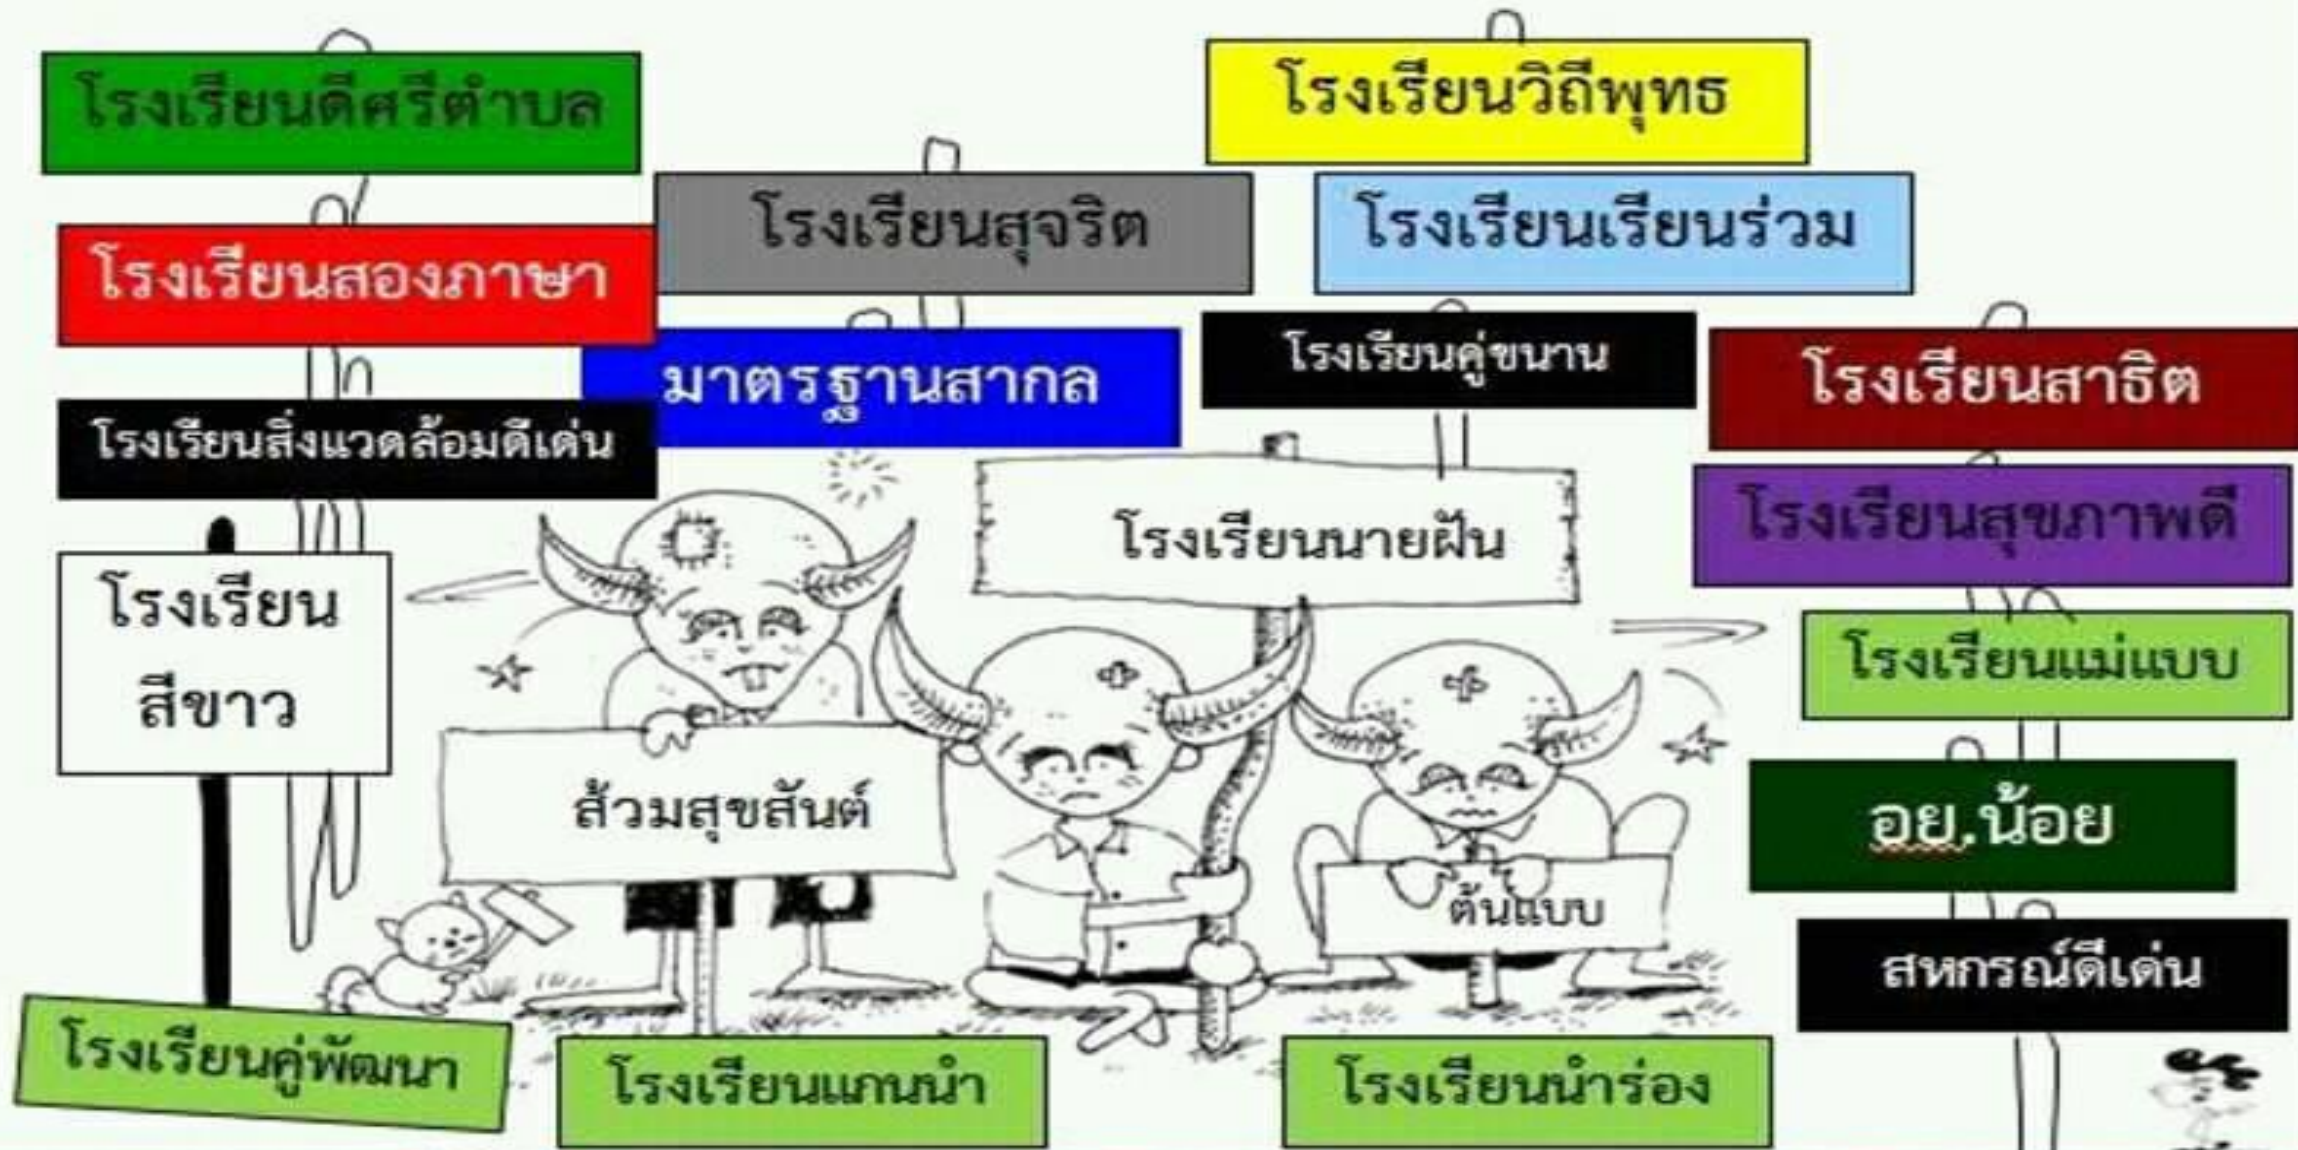 โรงเรียนดีศรีตำบล
โรงเรียนวิถีพุทธ
โรงเรียนสุจริต
โรงเรียนเรียนร่วม
โรงเรียนสองภาษา
โรงเรียนคู่ขนาน
มาตรฐานสากล
โรงเรียนสาธิต
โรงเรียนสิ่งแวดล้อมดีเด่น
โรงเรียนนายฝัน
โรงเรียนสุขภาพดี
โรงเรียน
สีขาว
โรงเรียนแม่แบบ
ส้วมสุขสันต์
อย.น้อย
ต้นแบบ
สหกรณ์ดีเด่น
โรงเรียนคู่พัฒนา
โรงเรียนแกนนำ
โรงเรียนนำร่อง